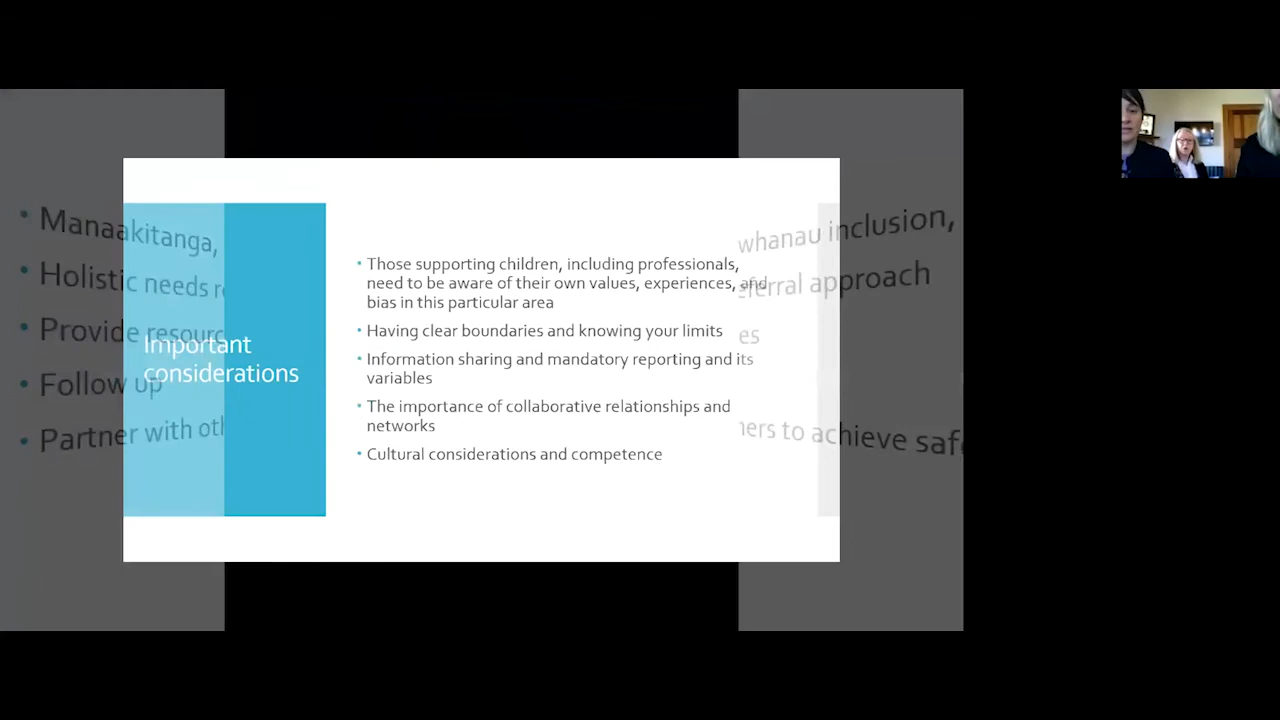 Important
considerations
• Those supporting children, including professionals,
need to be aware of their own values, experiences, and
bias in this particular area
• Having clear boundaries and knowing your limits
• Information sharing and mandatory reporting and its
variables
• The importance of collaborative relationships and
networks
• Cultural considerations and competence
• Manaakitanga,
whanau inclusion,
• Holistic needs
approach
• Provide
• Follow up
• Partner with
to achieve